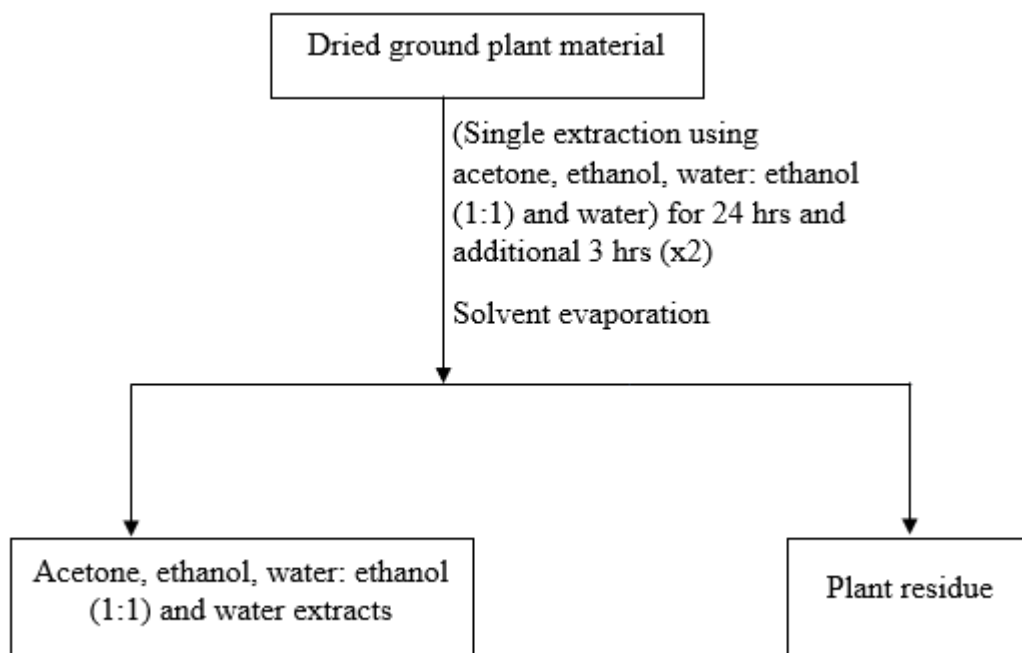 Dried ground plant material
(Single extraction using
acetone, ethanol, water: ethanol
(1:1) and water) for 24 hrs and
additional 3 hrs (x2)
Solvent evaporation
Acetone, ethanol, water: ethanol
(1:1) and water extracts
Plant residue